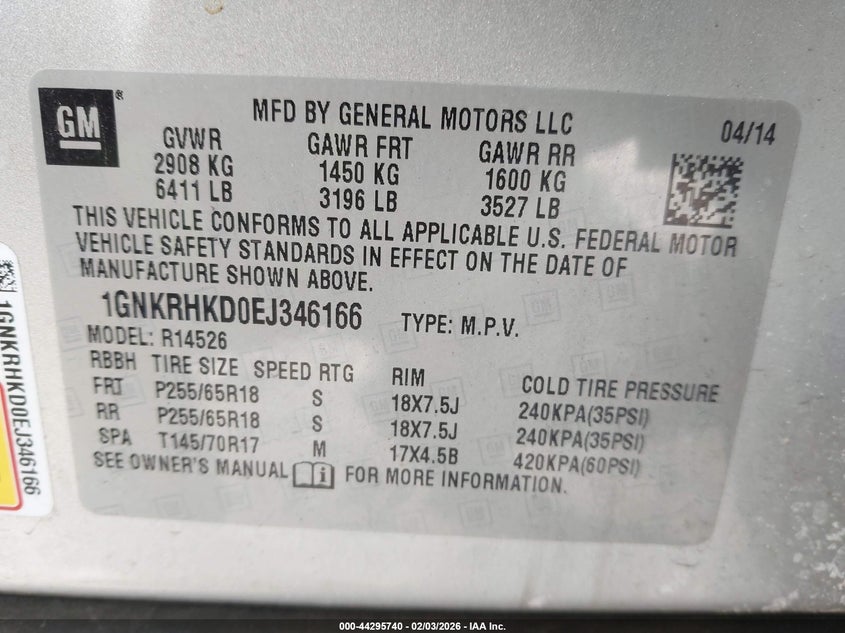 GM®
MFD BY GENERAL MOTORS LLC
04/14
GVWR GAWR FRT GAWR RR
2908 KG 1450 KG 1600 KG
6411 LB 3196 LB 3527 LB
THIS VEHICLE CONFORMS TO ALL APPLICABLE U.S. FEDERAL MOTOR
VEHICLE SAFETY STANDARDS IN EFFECT ON THE DATE OF
MANUFACTURE SHOWN ABOVE.
1GNKRHKD0EJ346166 TYPE: M.P.V.
MODEL: R14526
RBBH TIRE SIZE SPEED RTG RIM COLD TIRE PRESSURE
FRT P255/65R18 S 18X7.5J 240KPA(35PSI)
RR P255/65R18 S 18X7.5J 240KPA(35PSI)
SPA T145/70R17 M 17X4.5B 420KPA(60PSI)
SEE OWNER'S MANUAL i FOR MORE INFORMATION.
1GNKRHKD0EJ346166
000-44295740 - 02/03/2026 - IAA Inc.